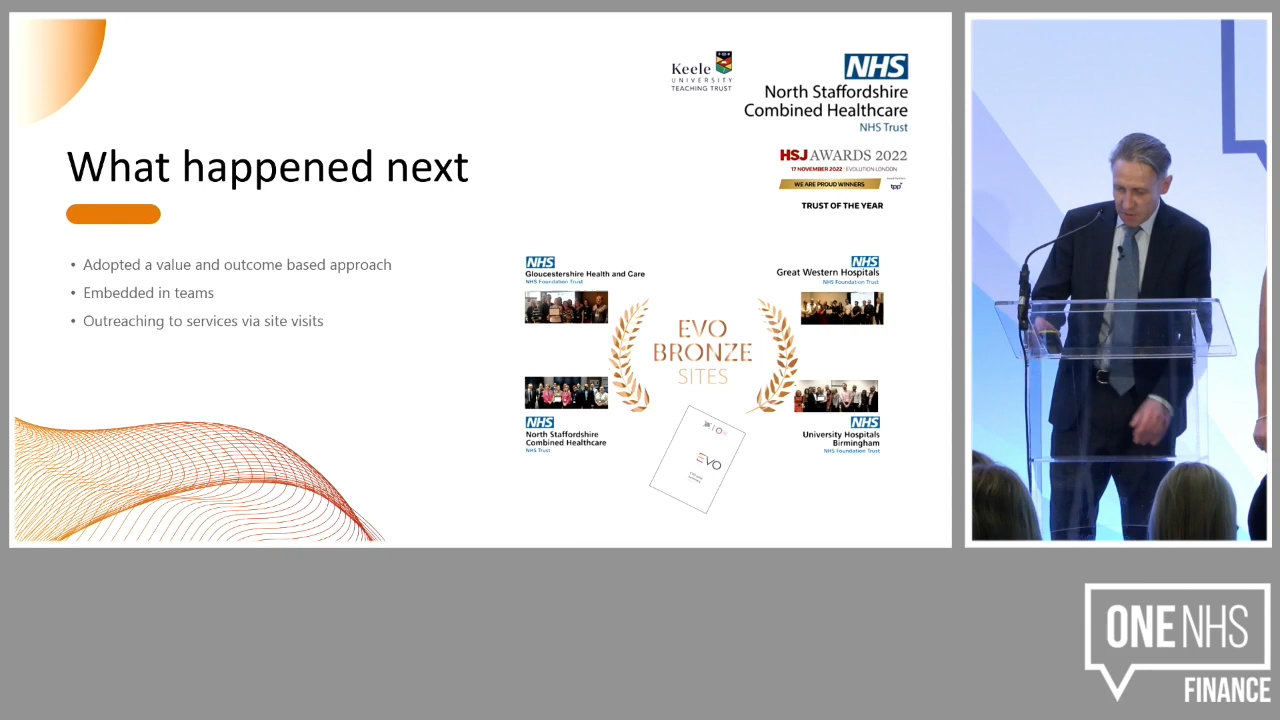 Keele
UNIVERSITY
TEACHING TRUST
NHS
North Staffordshire
Combined Healthcare
NHS Trust
HSJ AWARDS 2022
17 NOVEMBER 2022 EVOLUTION LONDON
WE ARE PROUD WINNERS
tpp
TRUST OF THE YEAR
What happened next
• Adopted a value and outcome based approach
• Embedded in teams
• Outreaching to services via site visits
NHS
Gloucestershire Health and Care
NHS Foundation Trust
NHS
Great Western Hospitals
NHS Foundation Trust
EVO
BRONZE
SITES
NHS
North Staffordshire
Combined Healthcare
NHS Trust
NHS
University Hospitals
Birmingham
NHS Foundation Trust
EVO
ONE NHS
FINANCE